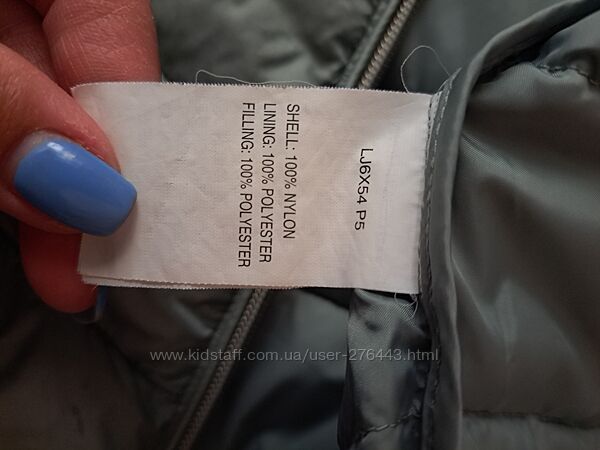 LJ6X54 P5
SHELL: 100% NYLON
LINING: 100% POLYESTER
FILLING: 100% POLYESTER
www.kidstaff.com.ua/user-276443.html